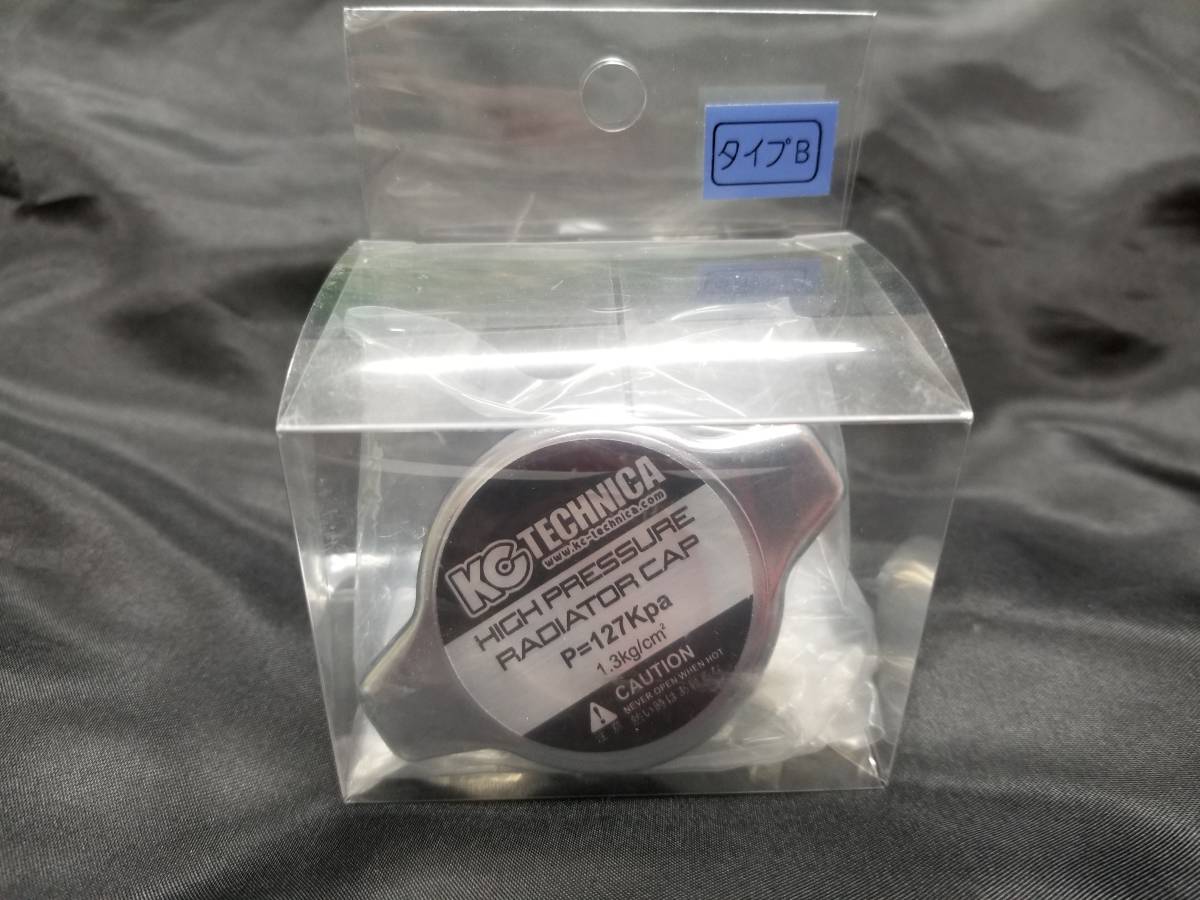 タイプB
KC TECHNICA
www.kc-technica.com
HIGH PRESSURE
RADIATOR CAP
P=127Kpa
1.3kg/cm²
CAUTION
NEVER OPEN WHEN HOT